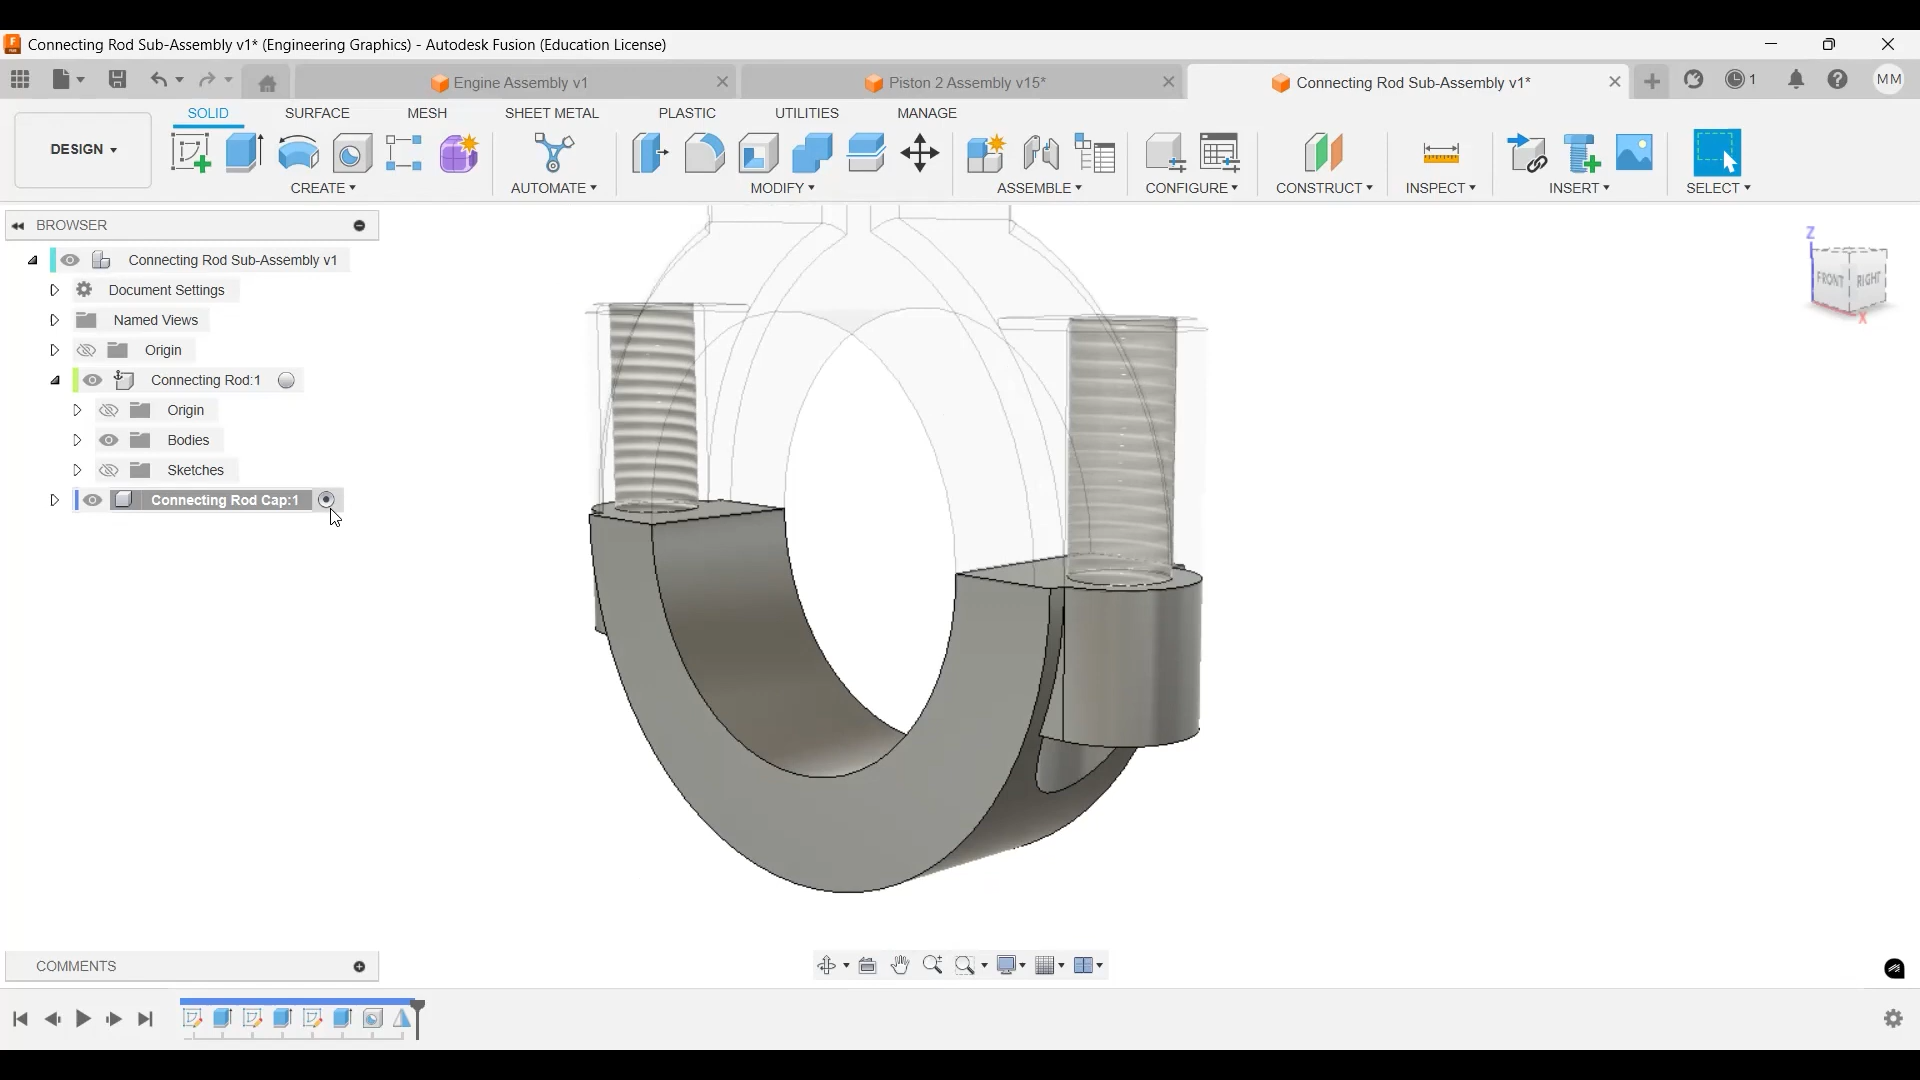 Connecting Rod Sub-Assembly v1* (Engineering Graphics) - Autodesk Fusion (Education License)
Engine Assembly v1
Piston 2 Assembly v15*
Connecting Rod Sub-Assembly v1*
1
MM
SOLID SURFACE MESH SHEET METAL PLASTIC UTILITIES MANAGE
DESIGN
CREATE AUTOMATE MODIFY ASSEMBLE CONFIGURE CONSTRUCT INSPECT INSERT SELECT
BROWSER
Connecting Rod Sub-Assembly v1
Document Settings
Named Views
Origin
Connecting Rod:1
Origin
Bodies
Sketches
Connecting Rod Cap:1
Z
FRONT RIGHT
X
COMMENTS